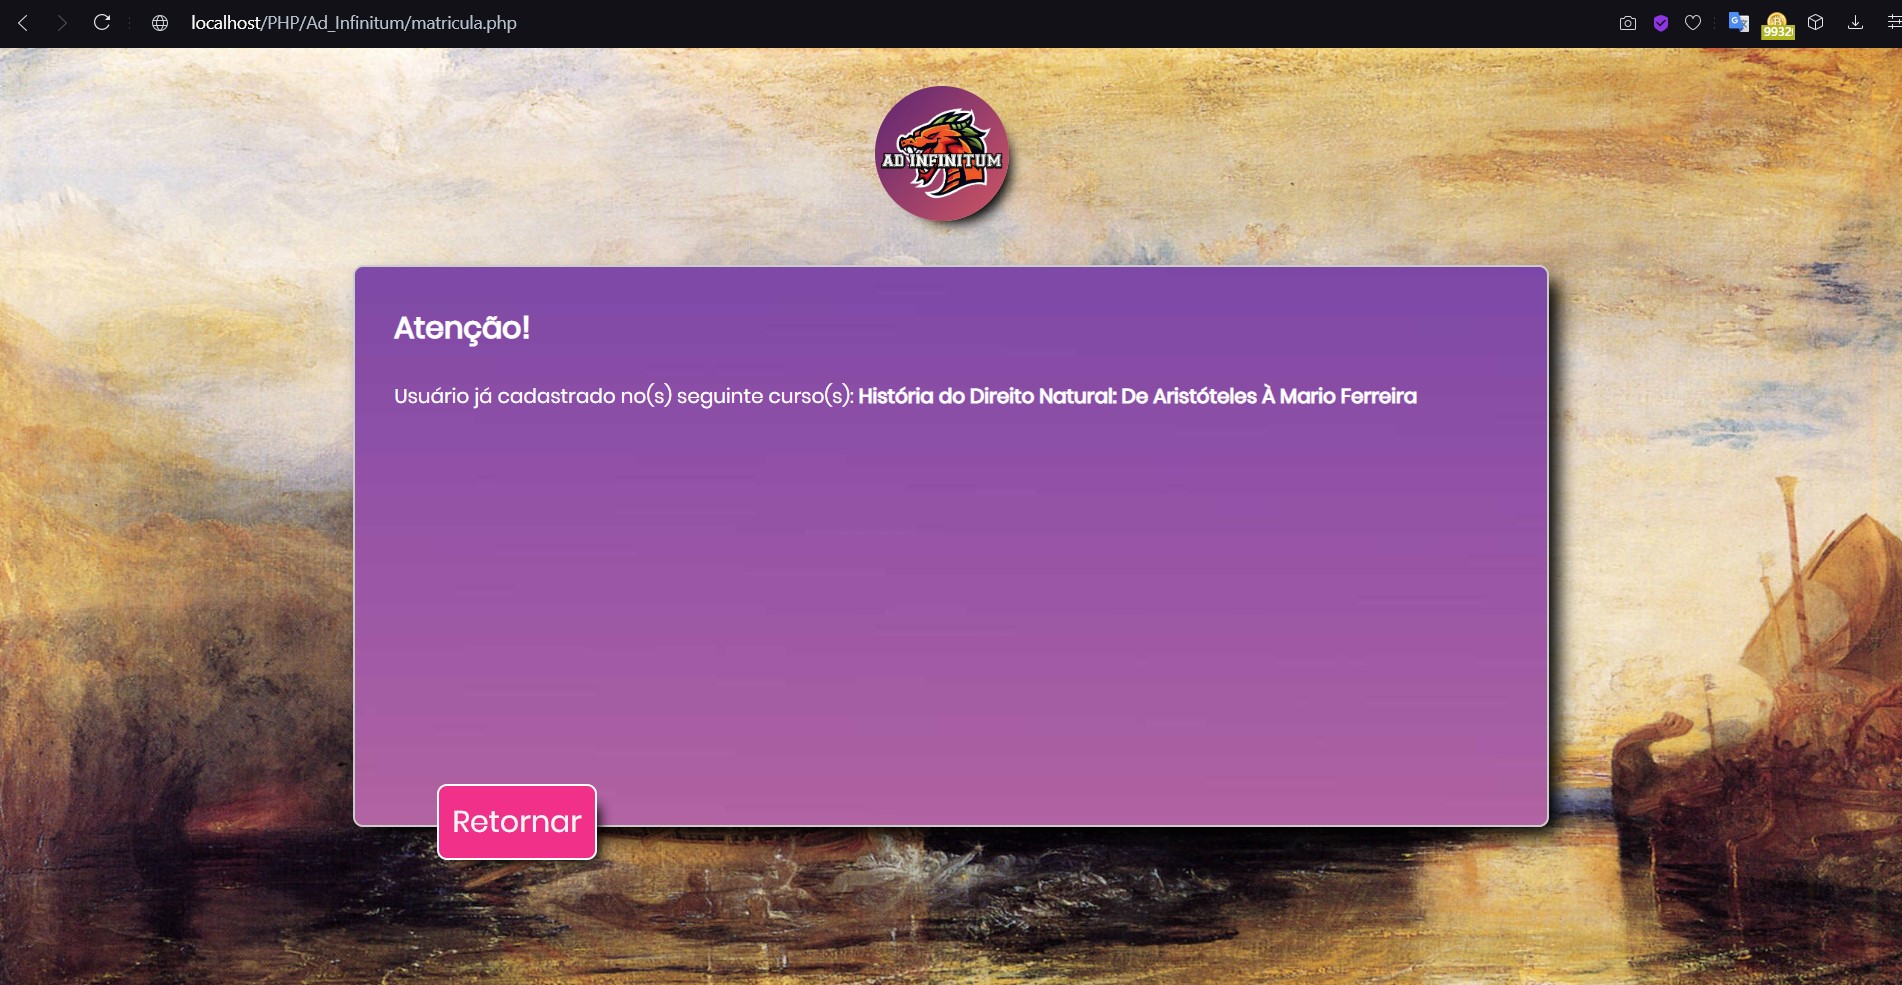 localhost/PHP/Ad_Infinitum/matricula.php
9932
AD INFINITUM
Atenção!
Usuário já cadastrado no(s) seguinte curso(s): História do Direito Natural: De Aristóteles À Mario Ferreira
Retornar